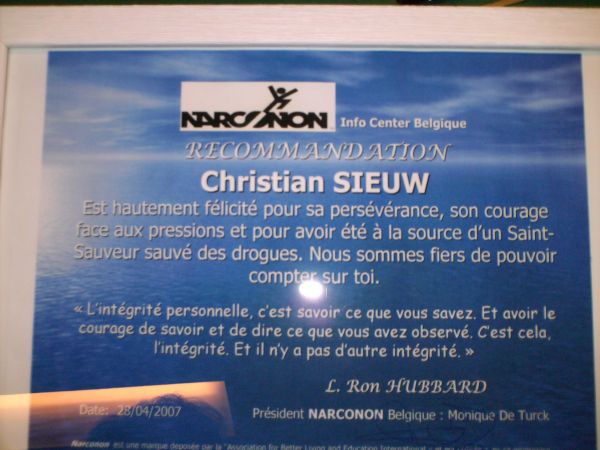 NARCONON Info Center Belgique
RECOMMANDATION
Christian SIEUW
Est hautement félicité pour sa persévérance, son courage
face aux pressions et pour avoir été à la source d'un Saint-
Sauveur sauvé des drogues. Nous sommes fiers de pouvoir
compter sur toi.
« L'intégrité personnelle, c'est savoir ce que vous savez. Et avoir le
courage de savoir et de dire ce que vous avez observé. C'est cela,
l'intégrité. Et il n'y a pas d'autre intégrité. »
L. Ron HUBBARD
Date: 28/04/2007 Président NARCONON Belgique : Monique De Turck
Narconon est une marque déposée par la "Association for Better Living and Education International"